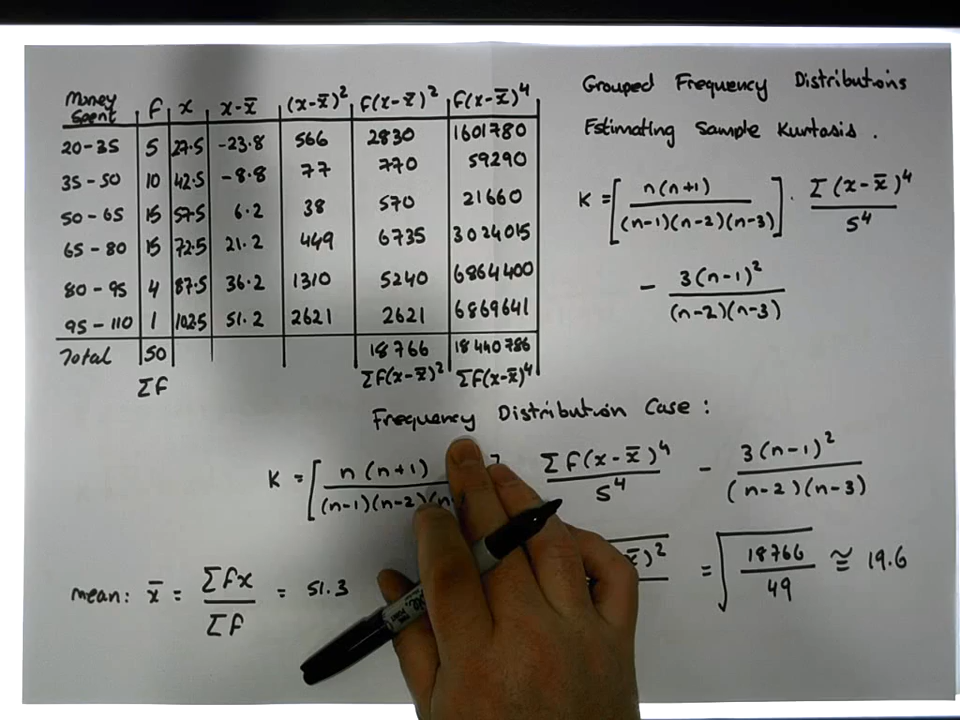 Money Spent | F | x | x-x̄ | (x-x̄)² | F(x-x̄)² | F(x-x̄)⁴
20-35 | 5 | 27.5 | -23.8 | 566 | 2830 | 1601780
35-50 | 10 | 42.5 | -8.8 | 77 | 770 | 59290
50-65 | 15 | 57.5 | 6.2 | 38 | 570 | 21660
65-80 | 15 | 72.5 | 21.2 | 449 | 6735 | 3024015
80-95 | 4 | 87.5 | 36.2 | 1310 | 5240 | 6864400
95-110 | 1 | 102.5 | 51.2 | 2621 | 2621 | 6869641
Total | 50 | 18766 | 18440786
ΣF | ΣF(x-x̄)² | ΣF(x-x̄)⁴
Grouped Frequency Distributions
Estimating Sample Kurtosis.
K = [n(n+1) / (n-1)(n-2)(n-3)] · Σ(x-x̄)⁴ / S⁴
- 3(n-1)² / (n-2)(n-3)
Frequency Distribution Case:
K = [n(n+1) / (n-1)(n-2)(n ΣF(x-x̄)⁴ / S⁴ - 3(n-1)² / (n-2)(n-3)
mean: x̄ = ΣFx / ΣF = 51.3
x̄)² = √(18766 / 49) ≅ 19.6